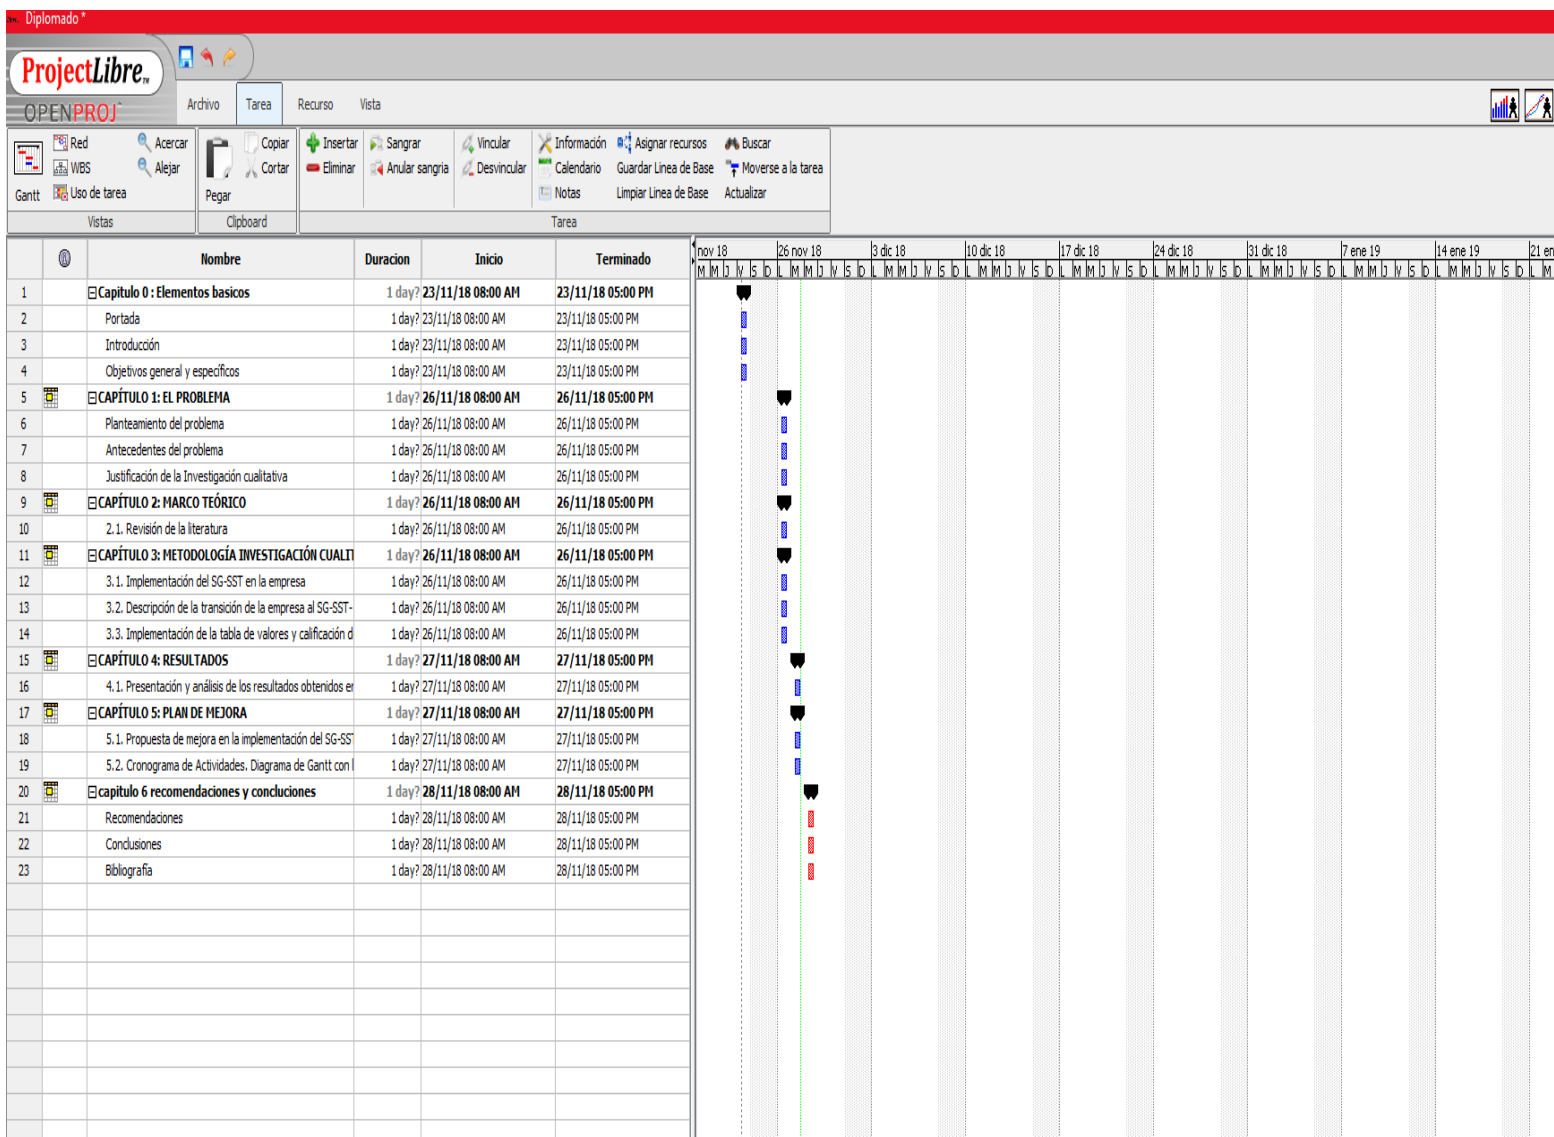 Diplomado *
ProjectLibre TM
OPENPROJ
Archivo Tarea Recurso Vista
Red Acercar Copiar Insertar Sangrar Vincular Información Asignar recursos Buscar
WBS Alejar Cortar Eliminar Anular sangria Desvincular Calendario Guardar Linea de Base Moverse a la tarea
Gantt Uso de tarea Pegar Notas Limpiar Linea de Base Actualizar
Vistas Clipboard Tarea
Nombre Duracion Inicio Terminado
nov 18 26 nov 18 3 dic 18 10 dic 18 17 dic 18 24 dic 18 31 dic 18 7 ene 19 14 ene 19 21 en
M M J V S D L M M J V S D L M M J V S D L M M J V S D L M M J V S D L M M J V S D L M M J V S D L M M J V S D L M M J V S D L M
1 Capitulo 0 : Elementos basicos 1 day? 23/11/18 08:00 AM 23/11/18 05:00 PM
2 Portada 1 day? 23/11/18 08:00 AM 23/11/18 05:00 PM
3 Introducción 1 day? 23/11/18 08:00 AM 23/11/18 05:00 PM
4 Objetivos general y específicos 1 day? 23/11/18 08:00 AM 23/11/18 05:00 PM
5 CAPÍTULO 1: EL PROBLEMA 1 day? 26/11/18 08:00 AM 26/11/18 05:00 PM
6 Planteamiento del problema 1 day? 26/11/18 08:00 AM 26/11/18 05:00 PM
7 Antecedentes del problema 1 day? 26/11/18 08:00 AM 26/11/18 05:00 PM
8 Justificación de la Investigación cualitativa 1 day? 26/11/18 08:00 AM 26/11/18 05:00 PM
9 CAPÍTULO 2: MARCO TEÓRICO 1 day? 26/11/18 08:00 AM 26/11/18 05:00 PM
10 2.1. Revisión de la literatura 1 day? 26/11/18 08:00 AM 26/11/18 05:00 PM
11 CAPÍTULO 3: METODOLOGÍA INVESTIGACIÓN CUALIT 1 day? 26/11/18 08:00 AM 26/11/18 05:00 PM
12 3.1. Implementación del SG-SST en la empresa 1 day? 26/11/18 08:00 AM 26/11/18 05:00 PM
13 3.2. Descripción de la transición de la empresa al SG-SST- 1 day? 26/11/18 08:00 AM 26/11/18 05:00 PM
14 3.3. Implementación de la tabla de valores y calificación d 1 day? 26/11/18 08:00 AM 26/11/18 05:00 PM
15 CAPÍTULO 4: RESULTADOS 1 day? 27/11/18 08:00 AM 27/11/18 05:00 PM
16 4.1. Presentación y análisis de los resultados obtenidos en 1 day? 27/11/18 08:00 AM 27/11/18 05:00 PM
17 CAPÍTULO 5: PLAN DE MEJORA 1 day? 27/11/18 08:00 AM 27/11/18 05:00 PM
18 5.1. Propuesta de mejora en la implementación del SG-SST 1 day? 27/11/18 08:00 AM 27/11/18 05:00 PM
19 5.2. Cronograma de Actividades. Diagrama de Gantt con l 1 day? 27/11/18 08:00 AM 27/11/18 05:00 PM
20 capitulo 6 recomendaciones y concluciones 1 day? 28/11/18 08:00 AM 28/11/18 05:00 PM
21 Recomendaciones 1 day? 28/11/18 08:00 AM 28/11/18 05:00 PM
22 Conclusiones 1 day? 28/11/18 08:00 AM 28/11/18 05:00 PM
23 Bibliografía 1 day? 28/11/18 08:00 AM 28/11/18 05:00 PM